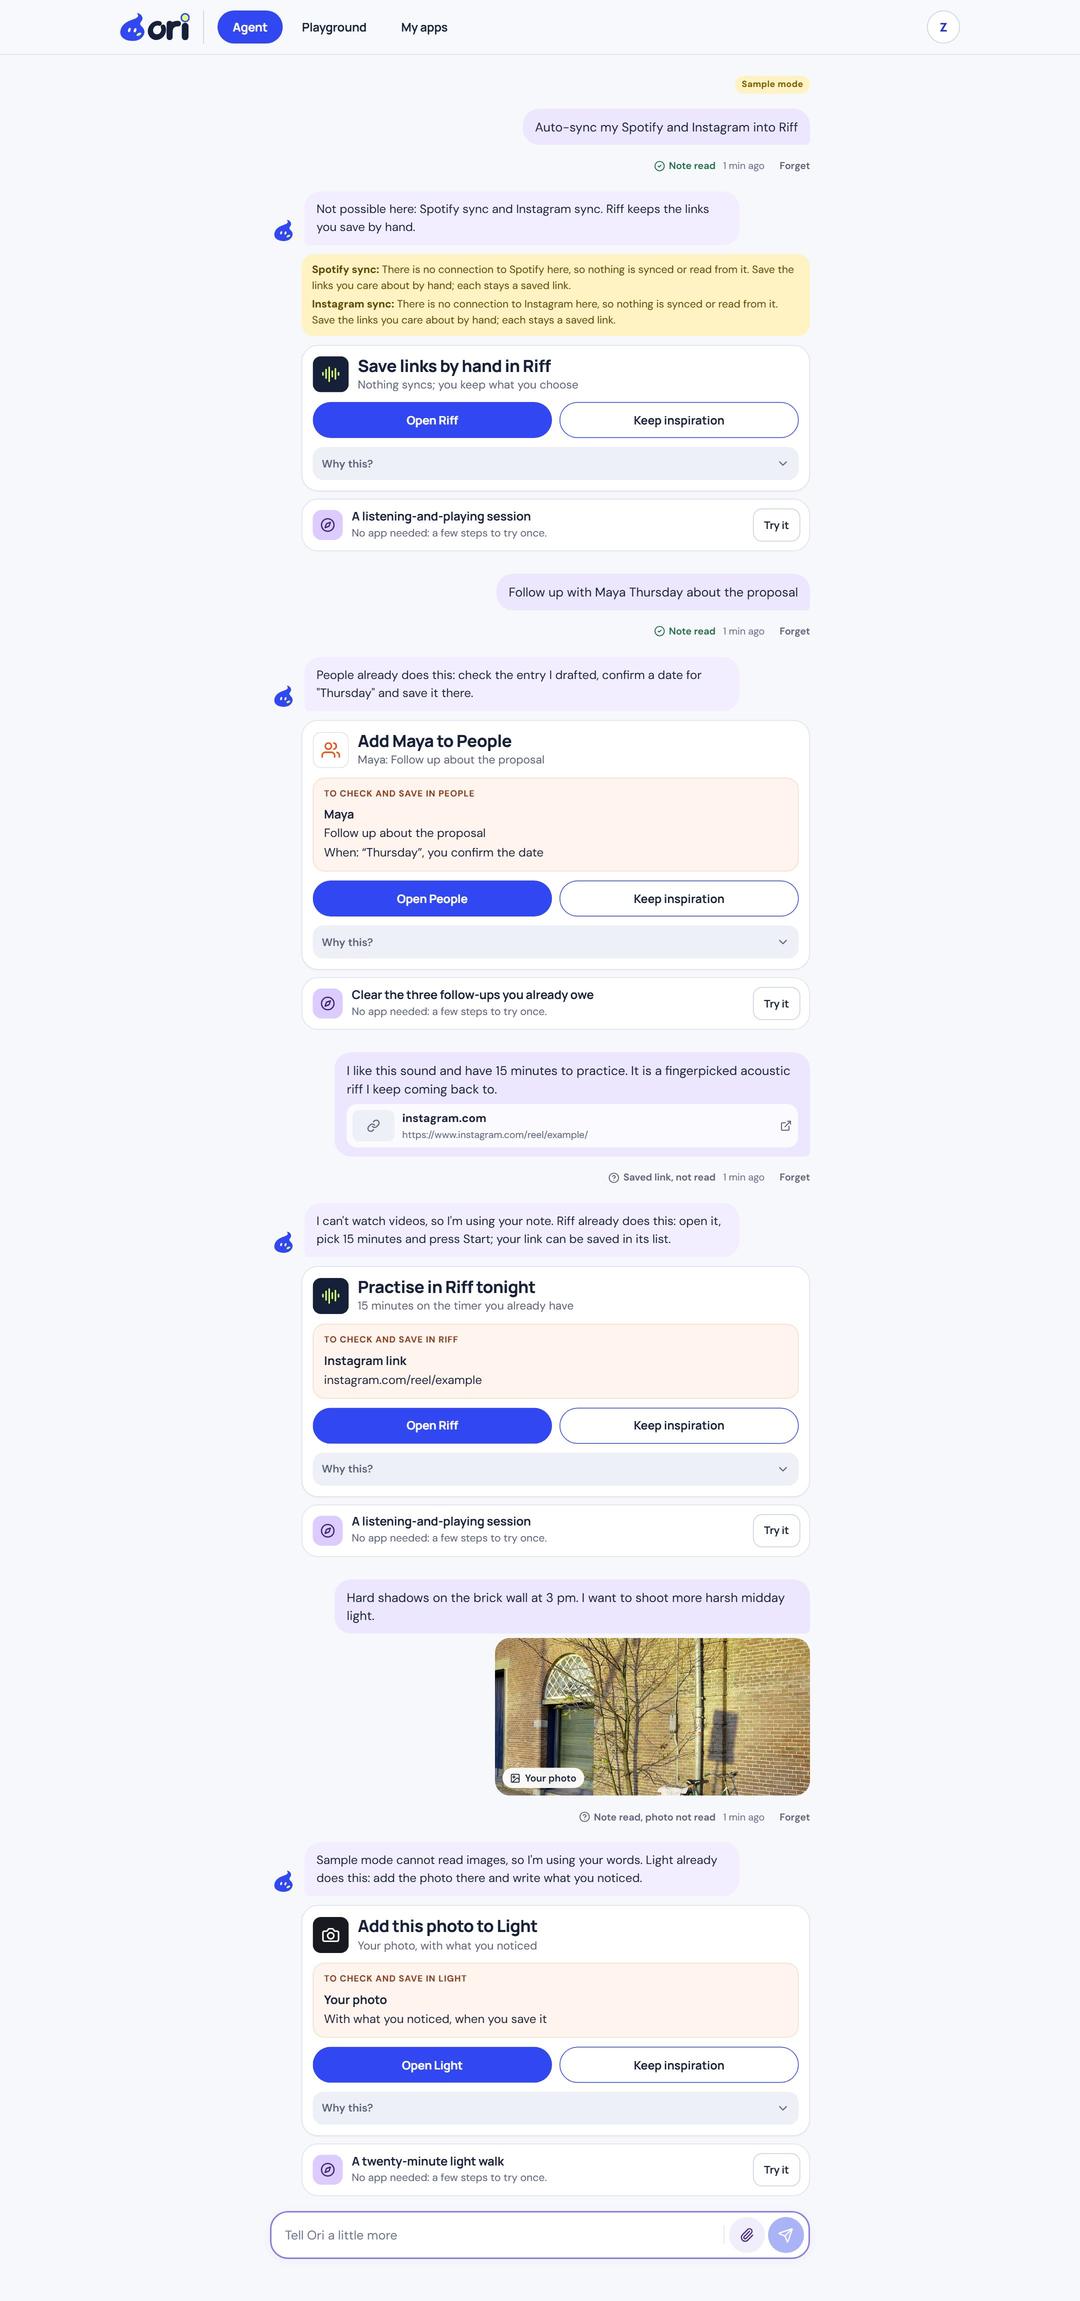 ori
Agent
Playground
My apps
Z
Sample mode
Auto-sync my Spotify and Instagram into Riff
Note read 1 min ago Forget
Not possible here: Spotify sync and Instagram sync. Riff keeps the links
you save by hand.
Spotify sync: There is no connection to Spotify here, so nothing is synced or read from it. Save the
links you care about by hand; each stays a saved link.
Instagram sync: There is no connection to Instagram here, so nothing is synced or read from it.
Save the links you care about by hand; each stays a saved link.
Save links by hand in Riff
Nothing syncs; you keep what you choose
Open Riff
Keep inspiration
Why this?
A listening-and-playing session
No app needed: a few steps to try once.
Try it
Follow up with Maya Thursday about the proposal
Note read 1 min ago Forget
People already does this: check the entry I drafted, confirm a date for
"Thursday" and save it there.
Add Maya to People
Maya: Follow up about the proposal
TO CHECK AND SAVE IN PEOPLE
Maya
Follow up about the proposal
When: “Thursday”, you confirm the date
Open People
Keep inspiration
Why this?
Clear the three follow-ups you already owe
No app needed: a few steps to try once.
Try it
I like this sound and have 15 minutes to practice. It is a fingerpicked acoustic
riff I keep coming back to.
instagram.com
https://www.instagram.com/reel/example/
Saved link, not read 1 min ago Forget
I can't watch videos, so I'm using your note. Riff already does this: open it,
pick 15 minutes and press Start; your link can be saved in its list.
Practise in Riff tonight
15 minutes on the timer you already have
TO CHECK AND SAVE IN RIFF
Instagram link
instagram.com/reel/example
Open Riff
Keep inspiration
Why this?
A listening-and-playing session
No app needed: a few steps to try once.
Try it
Hard shadows on the brick wall at 3 pm. I want to shoot more harsh midday
light.
Your photo
Note read, photo not read 1 min ago Forget
Sample mode cannot read images, so I'm using your words. Light already
does this: add the photo there and write what you noticed.
Add this photo to Light
Your photo, with what you noticed
TO CHECK AND SAVE IN LIGHT
Your photo
With what you noticed, when you save it
Open Light
Keep inspiration
Why this?
A twenty-minute light walk
No app needed: a few steps to try once.
Try it
Tell Ori a little more